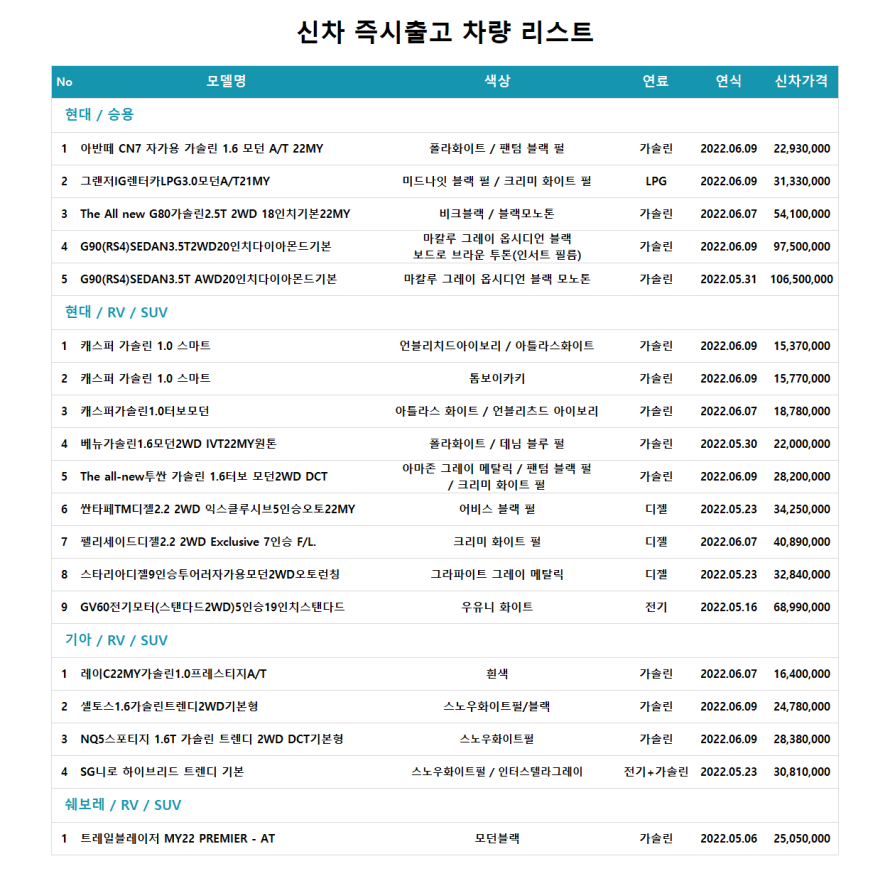 신차 즉시출고 차량 리스트
No 모델명 색상 연료 연식 신차가격
현대 / 승용
1 아반떼 CN7 자가용 가솔린 1.6 모던 A/T 22MY 폴라화이트 / 팬텀 블랙 펄 가솔린 2022.06.09 22,930,000
2 그랜저IG렌터카LPG3.0모던A/T21MY 미드나잇 블랙 펄 / 크리미 화이트 펄 LPG 2022.06.09 31,330,000
3 The All new G80가솔린2.5T 2WD 18인치기본22MY 비크블랙 / 블랙모노톤 가솔린 2022.06.07 54,100,000
4 G90(RS4)SEDAN3.5T2WD20인치다이아몬드기본 마칼루 그레이 옵시디언 블랙 가솔린 2022.06.09 97,500,000
보드로 브라운 투톤(인서트 필름)
5 G90(RS4)SEDAN3.5T AWD20인치다이아몬드기본 마칼루 그레이 옵시디언 블랙 모노톤 가솔린 2022.05.31 106,500,000
현대 / RV / SUV
1 캐스퍼 가솔린 1.0 스마트 언블리치드아이보리 / 아틀라스화이트 가솔린 2022.06.09 15,370,000
2 캐스퍼 가솔린 1.0 스마트 톰보이카키 가솔린 2022.06.09 15,770,000
3 캐스퍼가솔린1.0터보모던 아틀라스 화이트 / 언블리츠드 아이보리 가솔린 2022.06.07 18,780,000
4 베뉴가솔린1.6모던2WD IVT22MY원톤 폴라화이트 / 데님 블루 펄 가솔린 2022.05.30 22,000,000
5 The all-new투싼 가솔린 1.6터보 모던2WD DCT 아마존 그레이 메탈릭 / 팬텀 블랙 펄 가솔린 2022.06.09 28,200,000
/ 크리미 화이트 펄
6 싼타페TM디젤2.2 2WD 익스클루시브5인승오토22MY 어비스 블랙 펄 디젤 2022.05.23 34,250,000
7 펠리세이드디젤2.2 2WD Exclusive 7인승 F/L. 크리미 화이트 펄 디젤 2022.06.07 40,890,000
8 스타리아디젤9인승투어러자가용모던2WD오토런칭 그라파이트 그레이 메탈릭 디젤 2022.05.23 32,840,000
9 GV60전기모터(스탠다드2WD)5인승19인치스탠다드 우유니 화이트 전기 2022.05.16 68,990,000
기아 / RV / SUV
1 레이C22MY가솔린1.0프레스티지A/T 흰색 가솔린 2022.06.07 16,400,000
2 셀토스1.6가솔린트렌디2WD기본형 스노우화이트펄/블랙 가솔린 2022.06.09 24,780,000
3 NQ5스포티지 1.6T 가솔린 트렌디 2WD DCT기본형 스노우화이트펄 가솔린 2022.06.09 28,380,000
4 SG니로 하이브리드 트렌디 기본 스노우화이트펄 / 인터스텔라그레이 전기+가솔린 2022.05.23 30,810,000
쉐보레 / RV / SUV
1 트레일블레이저 MY22 PREMIER - AT 모던블랙 가솔린 2022.05.06 25,050,000